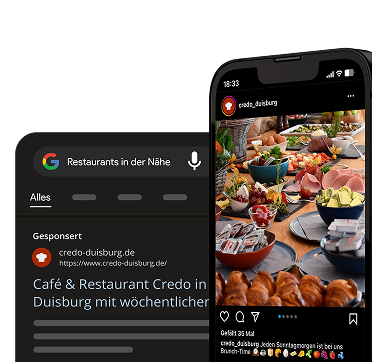 Restaurants in der Nähe
Alles
Gesponsert
credo-duisburg.de
https://www.credo-duisburg.de/
Café & Restaurant Credo in
Duisburg mit wöchentlicher
18:33
credo_duisburg
Gefällt 35 Mal
credo_duisburg Jeden Sonntagmorgen ist bei uns
Brunch-Time